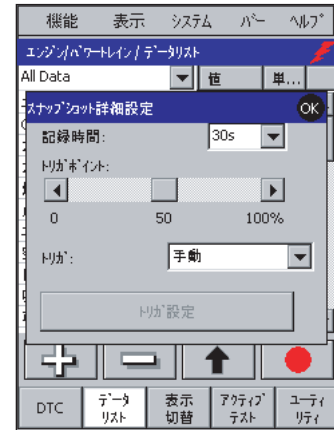 機能 表示 システム バー ヘルプ
エンジン/パワートレイン / データリスト
All Data 値 単...
スナップショット詳細設定 OK
記録時間: 30s
トリガポイント:
0 50 100%
トリガ: 手動
トリガ設定
DTC データリスト 表示切替 アクティブテスト ユーティリティ